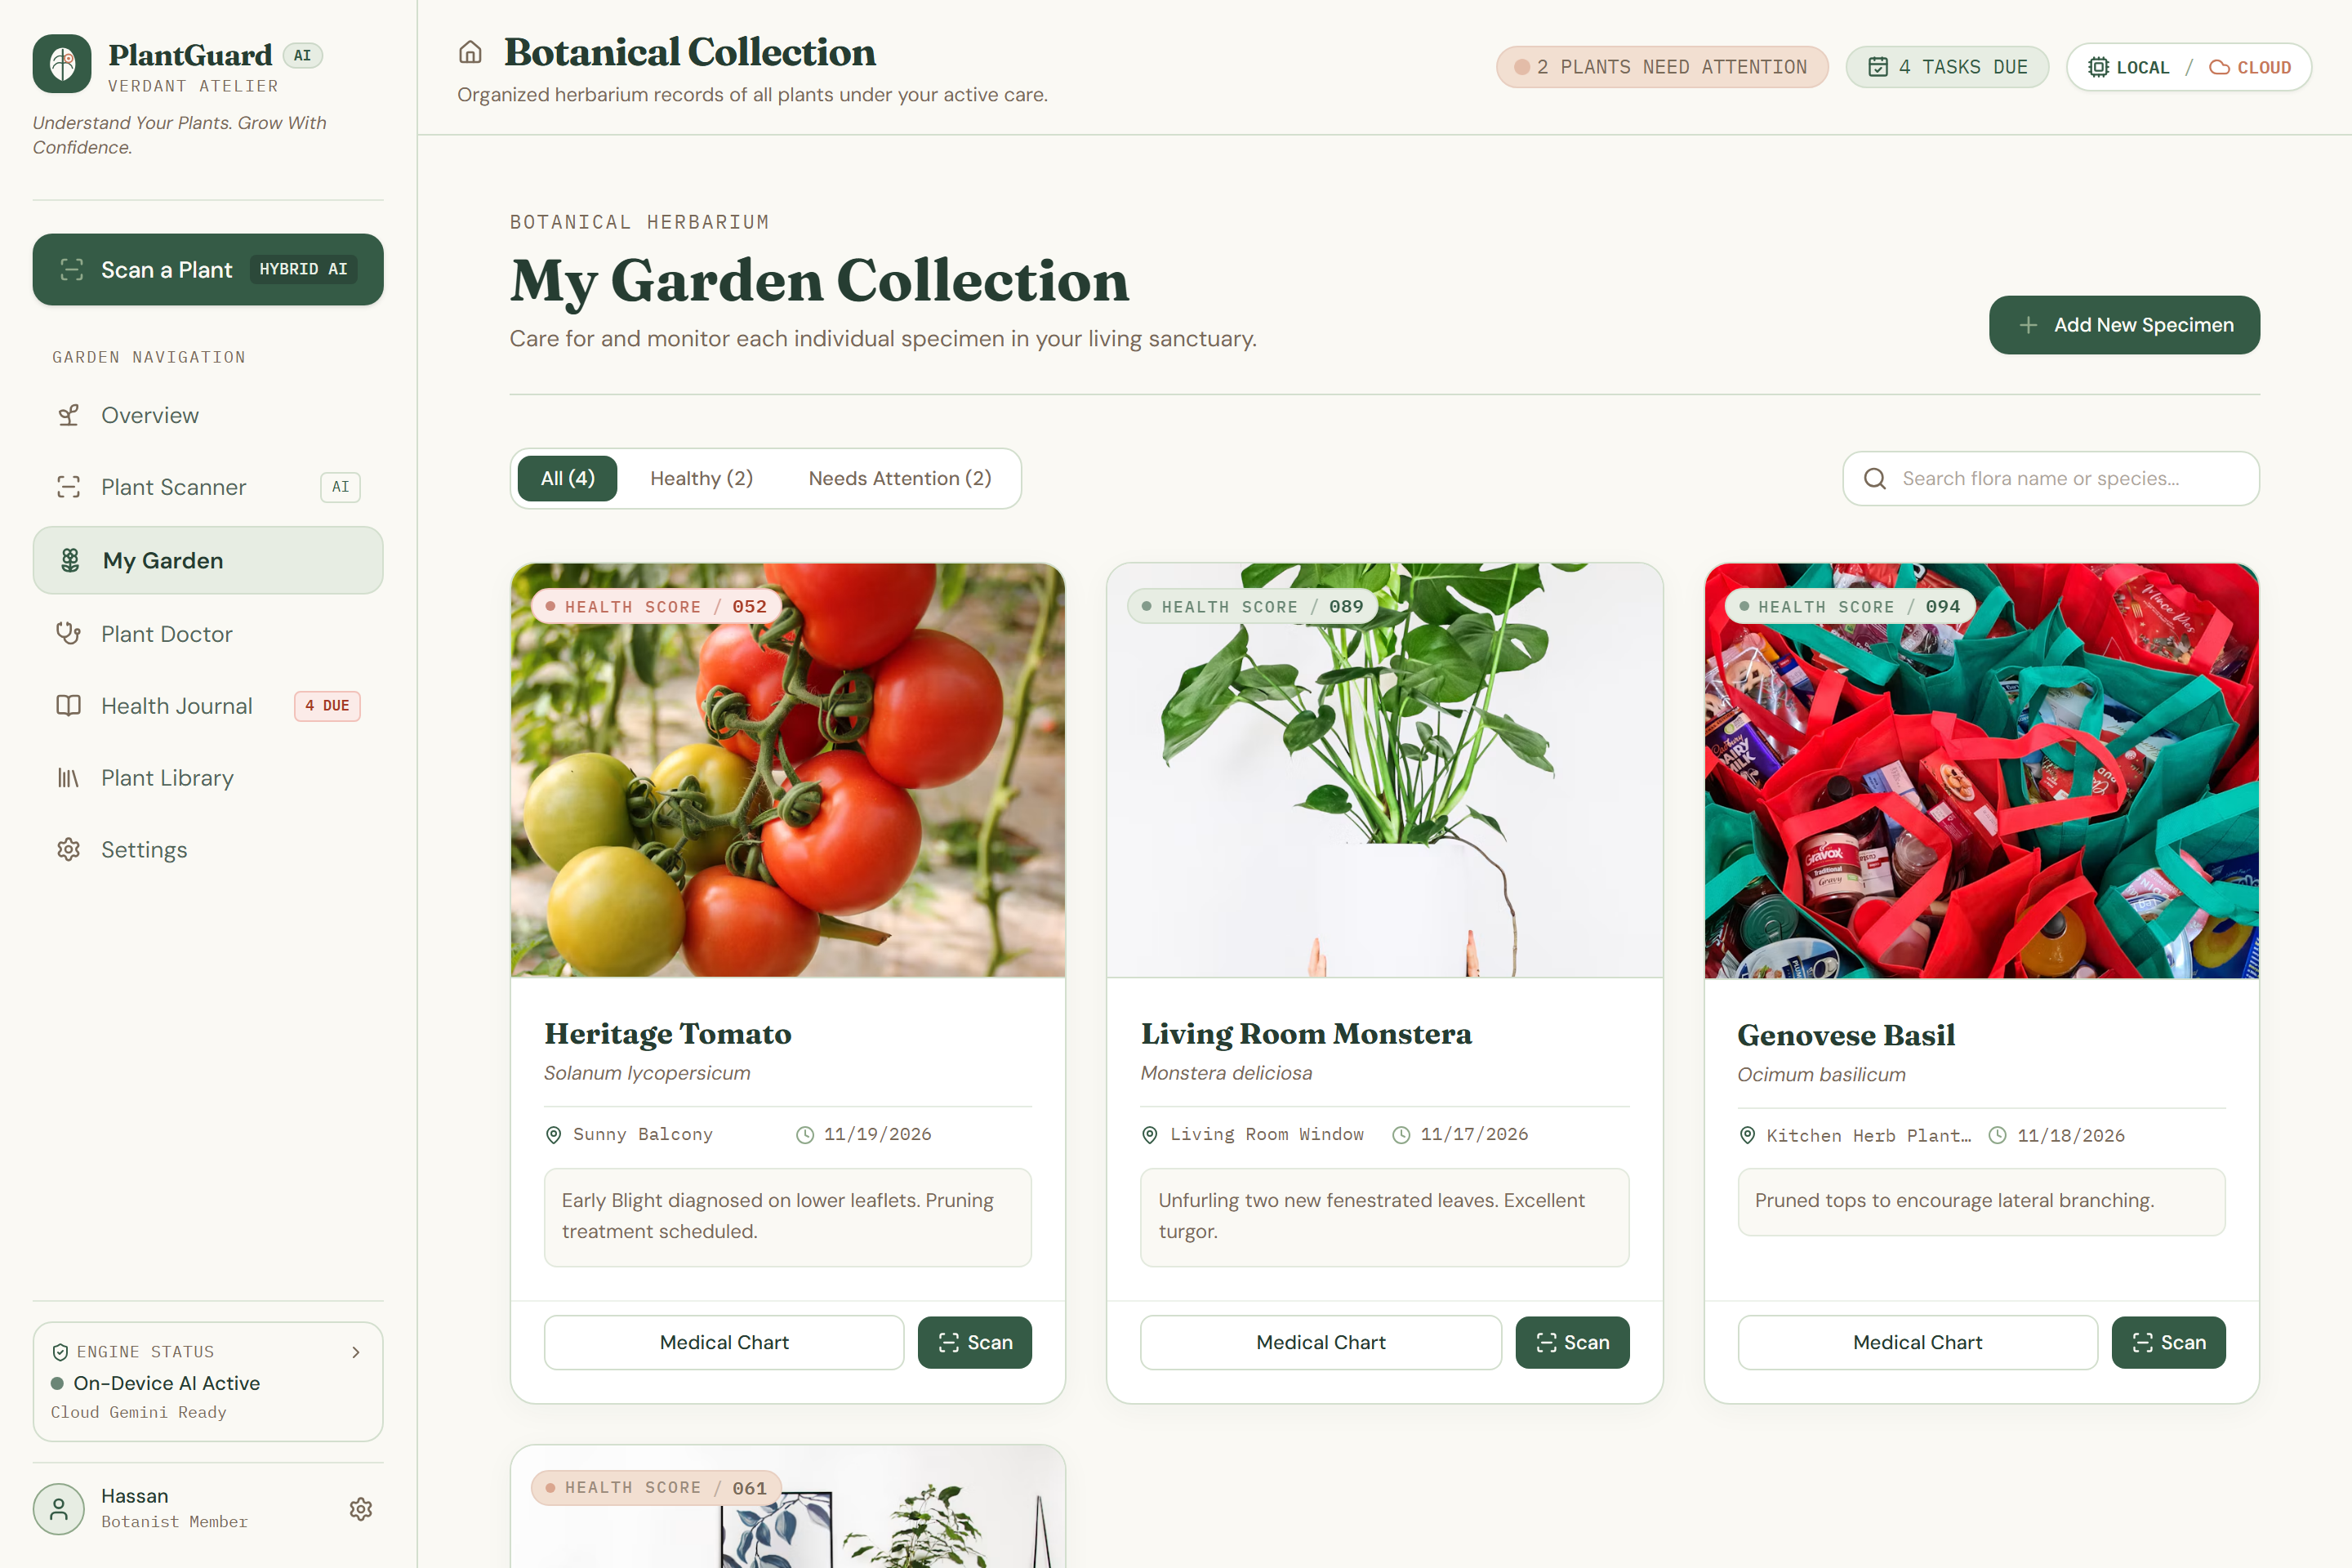 PlantGuard AI
VERDANT ATELIER
Understand Your Plants. Grow With
Confidence.
Scan a Plant HYBRID AI
GARDEN NAVIGATION
Overview
Plant Scanner AI
My Garden
Plant Doctor
Health Journal 4 DUE
Plant Library
Settings
ENGINE STATUS
On-Device AI Active
Cloud Gemini Ready
Hassan
Botanist Member
Botanical Collection
Organized herbarium records of all plants under your active care.
2 PLANTS NEED ATTENTION
4 TASKS DUE
LOCAL / CLOUD
BOTANICAL HERBARIUM
My Garden Collection
Care for and monitor each individual specimen in your living sanctuary.
Add New Specimen
All (4) Healthy (2) Needs Attention (2)
Search flora name or species...
HEALTH SCORE / 052
Heritage Tomato
Solanum lycopersicum
Sunny Balcony 11/19/2026
Early Blight diagnosed on lower leaflets. Pruning
treatment scheduled.
Medical Chart Scan
HEALTH SCORE / 089
Living Room Monstera
Monstera deliciosa
Living Room Window 11/17/2026
Unfurling two new fenestrated leaves. Excellent
turgor.
Medical Chart Scan
HEALTH SCORE / 094
Mince Pies
Cadbury
DAIRY
MILK
Gravox
Traditional
Gravy
Genovese Basil
Ocimum basilicum
Kitchen Herb Plant… 11/18/2026
Pruned tops to encourage lateral branching.
Medical Chart Scan
HEALTH SCORE / 061